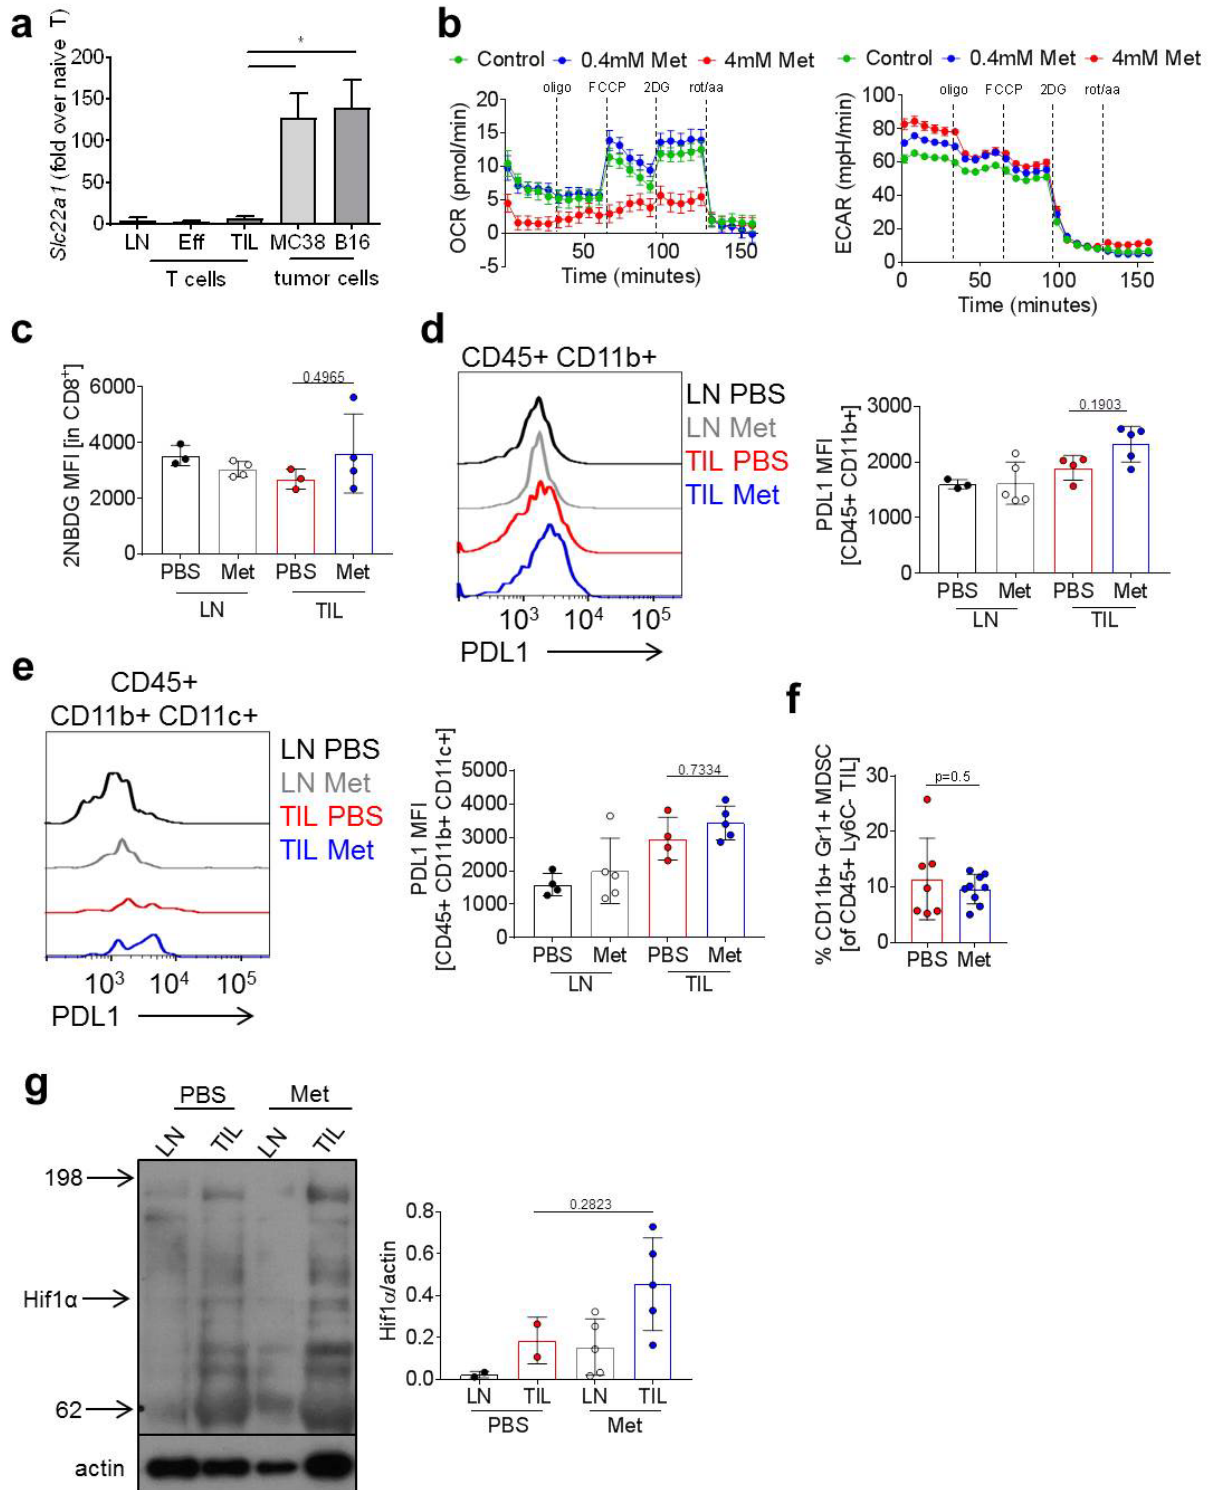 a
Slc22a1 (fold over naive T)
200
150
100
50
0
*
LN Eff TIL MC38 B16
T cells tumor cells
b
Control 0.4mM Met 4mM Met
oligo FCCP 2DG rot/aa
OCR (pmol/min)
20
15
10
5
0
-5
50 100 150
Time (minutes)
Control 0.4mM Met 4mM Met
oligo FCCP 2DG rot/aa
ECAR (mpH/min)
100
80
60
40
20
0
0 50 100 150
Time (minutes)
c
2NBDG MFI [in CD8+]
6000
4000
2000
0
0.4965
PBS Met PBS Met
LN TIL
d
CD45+ CD11b+
LN PBS
LN Met
TIL PBS
TIL Met
10³ 10⁴ 10⁵
PDL1
PDL1 MFI
[CD45+ CD11b+]
3000
2000
1000
0
0.1903
PBS Met PBS Met
LN TIL
e
CD45+
CD11b+ CD11c+
LN PBS
LN Met
TIL PBS
TIL Met
10³ 10⁴ 10⁵
PDL1
PDL1 MFI
[CD45+ CD11b+ CD11c+]
5000
4000
3000
2000
1000
0
0.7334
PBS Met PBS Met
LN TIL
f
% CD11b+ Gr1+ MDSC
[of CD45+ Ly6C- TIL]
30
20
10
0
p=0.5
PBS Met
g
PBS Met
LN TIL LN TIL
198
Hif1α
62
actin
Hif1α/actin
0.8
0.6
0.4
0.2
0.0
0.2823
LN TIL LN TIL
PBS Met